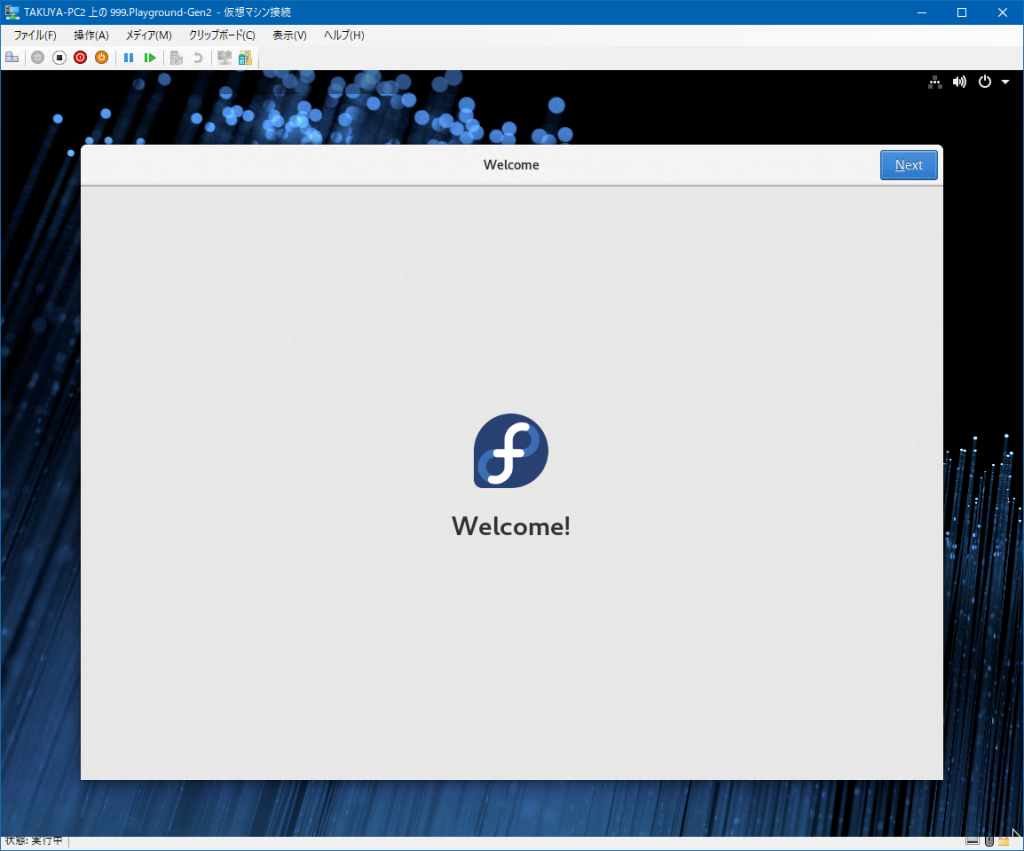 TAKUYA-PC2 上の 999.Playground-Gen2 - 仮想マシン接続
ファイル(F) 操作(A) メディア(M) クリップボード(C) 表示(V) ヘルプ(H)
Welcome
Next
Welcome!
状態: 実行中